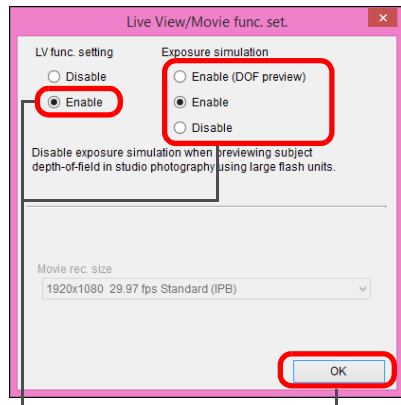 Live View/Movie func. set.
LV func. setting
Exposure simulation
Disable
Enable (DOF preview)
Enable
Enable
Disable
Disable exposure simulation when previewing subject
depth-of-field in studio photography using large flash units.
Movie rec. size
1920x1080 29.97 fps Standard (IPB)
OK